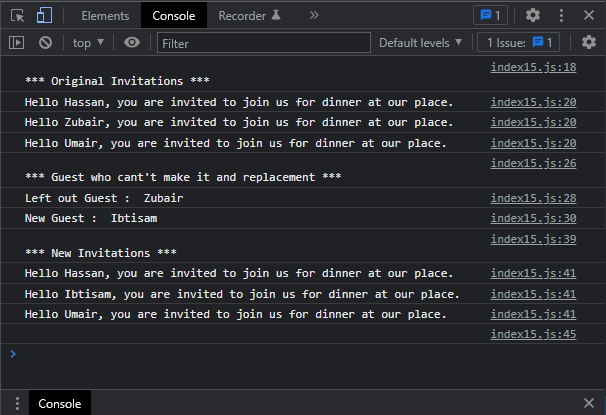 Elements Console Recorder » 1
top Filter Default levels 1 Issue: 1
index15.js:18
*** Original Invitations ***
Hello Hassan, you are invited to join us for dinner at our place. index15.js:20
Hello Zubair, you are invited to join us for dinner at our place. index15.js:20
Hello Umair, you are invited to join us for dinner at our place. index15.js:20
index15.js:26
*** Guest who cant't make it and replacement ***
Left out Guest :  Zubair index15.js:28
New Guest :  Ibtisam index15.js:30
index15.js:39
*** New Invitations ***
Hello Hassan, you are invited to join us for dinner at our place. index15.js:41
Hello Ibtisam, you are invited to join us for dinner at our place. index15.js:41
Hello Umair, you are invited to join us for dinner at our place. index15.js:41
index15.js:45
>
Console